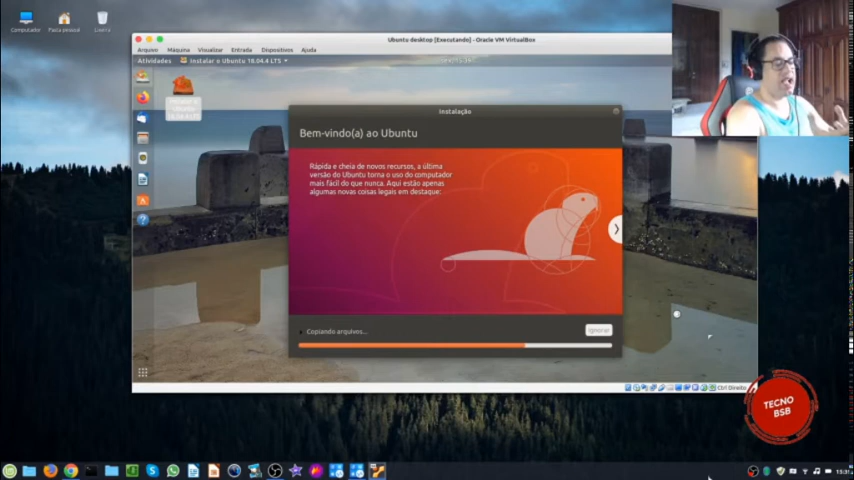 Computador
Pasta pessoal
Lixeira
Ubuntu desktop [Executando] - Oracle VM VirtualBox
Arquivo Máquina Visualizar Entrada Dispositivos Ajuda
Atividades
Instalar o Ubuntu 18.04.4 LTS
Instalação
Bem-vindo(a) ao Ubuntu
Rápida e cheia de novos recursos, a última
versão do Ubuntu torna o uso do computador
mais fácil do que nunca. Aqui estão apenas
algumas novas coisas legais em destaque:
Copiando arquivos...
Ignorar
Ctrl Direito
TECNO
BSB